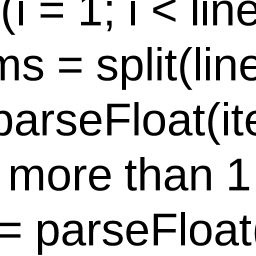 (i = 1; i < line
ms = split(line
parseFloat(ite
more than 1
= parseFloat(